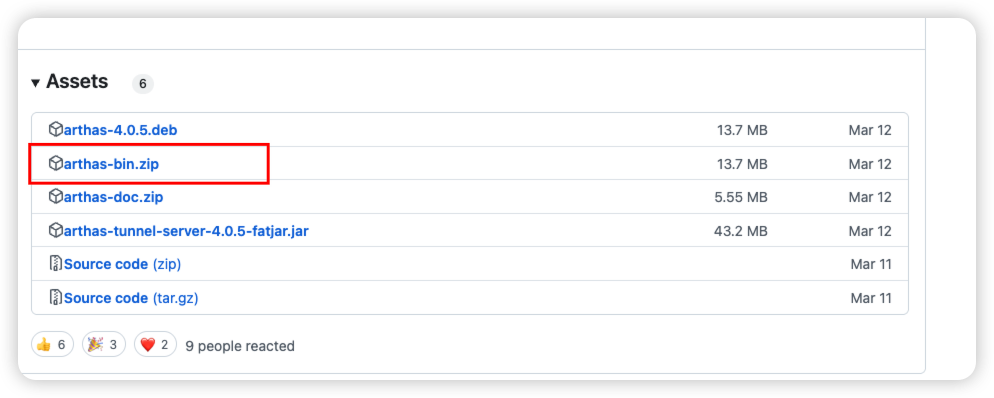 Assets 6
arthas-4.0.5.deb 13.7 MB Mar 12
arthas-bin.zip 13.7 MB Mar 12
arthas-doc.zip 5.55 MB Mar 12
arthas-tunnel-server-4.0.5-fatjar.jar 43.2 MB Mar 12
Source code (zip) Mar 11
Source code (tar.gz) Mar 11
👍 6 🎉 3 ❤️ 2 9 people reacted